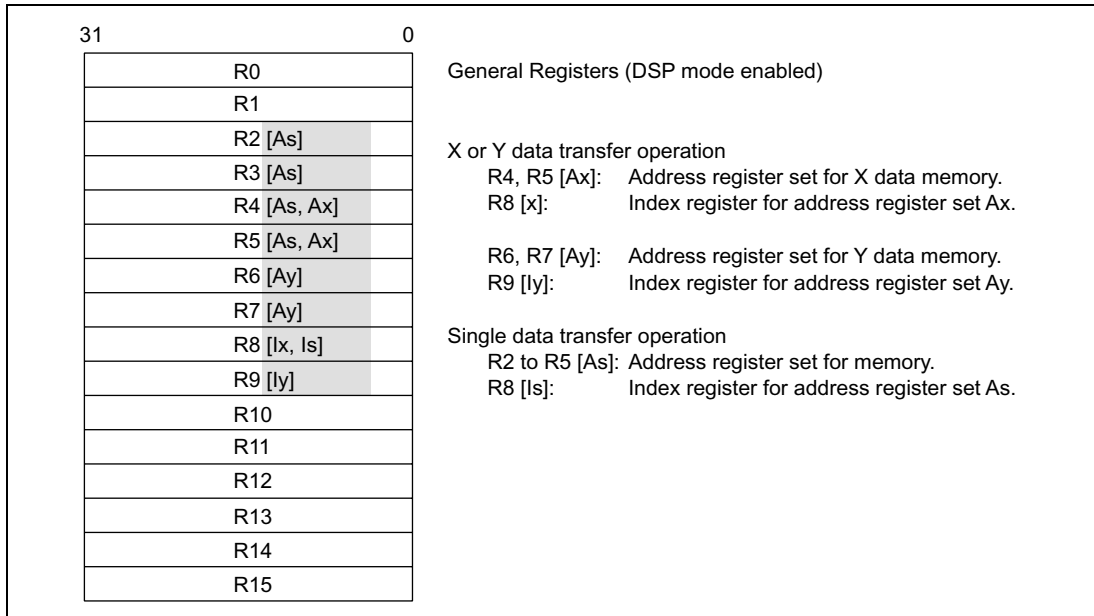 31 0
R0
R1
R2 [As]
R3 [As]
R4 [As, Ax]
R5 [As, Ax]
R6 [Ay]
R7 [Ay]
R8 [Ix, Is]
R9 [Iy]
R10
R11
R12
R13
R14
R15
General Registers (DSP mode enabled)
X or Y data transfer operation
R4, R5 [Ax]: Address register set for X data memory.
R8 [x]: Index register for address register set Ax.
R6, R7 [Ay]: Address register set for Y data memory.
R9 [Iy]: Index register for address register set Ay.
Single data transfer operation
R2 to R5 [As]: Address register set for memory.
R8 [Is]: Index register for address register set As.